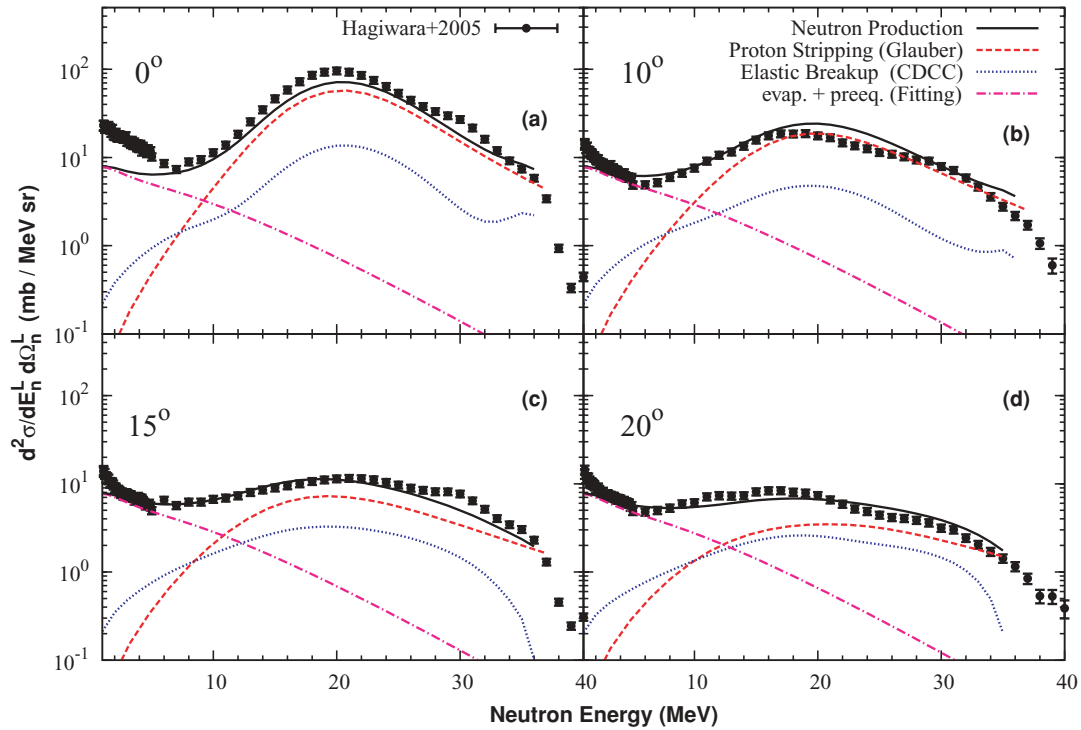 Hagiwara+2005
Neutron Production
Proton Stripping (Glauber)
Elastic Breakup (CDCC)
evap. + preeq. (Fitting)
0°
10°
(a)
(b)
10²
10¹
10⁰
10⁻¹
15°
20°
(c)
(d)
10²
10¹
10⁰
10⁻¹
d²σ/dEₙᴸ dΩₙᴸ (mb / MeV sr)
10 20 30 40 10 20 30 40
Neutron Energy (MeV)